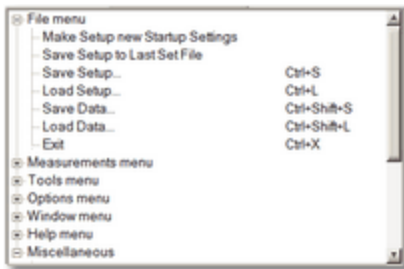 File menu
Make Setup new Startup Settings
Save Setup to Last Set File
Save Setup... Ctrl+S
Load Setup... Ctrl+L
Save Data... Ctrl+Shift+S
Load Data... Ctrl+Shift+L
Exit Ctrl+X
Measurements menu
Tools menu
Options menu
Window menu
Help menu
Miscellaneous